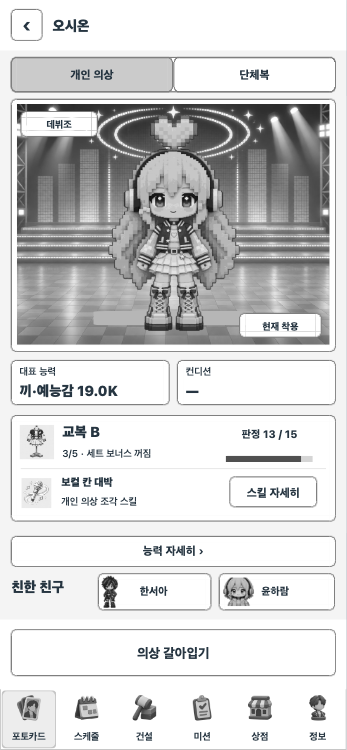 오시온
개인 의상
단체복
데뷔조
현재 착용
대표 능력
끼·예능감 19.0K
컨디션
—
교복 B
3/5 · 세트 보너스 꺼짐
판정 13 / 15
보컬 칸 대박
개인 의상 조각 스킬
스킬 자세히
능력 자세히 ›
친한 친구
한서아
윤하람
의상 갈아입기
포토카드
스케줄
건설
미션
상점
정보